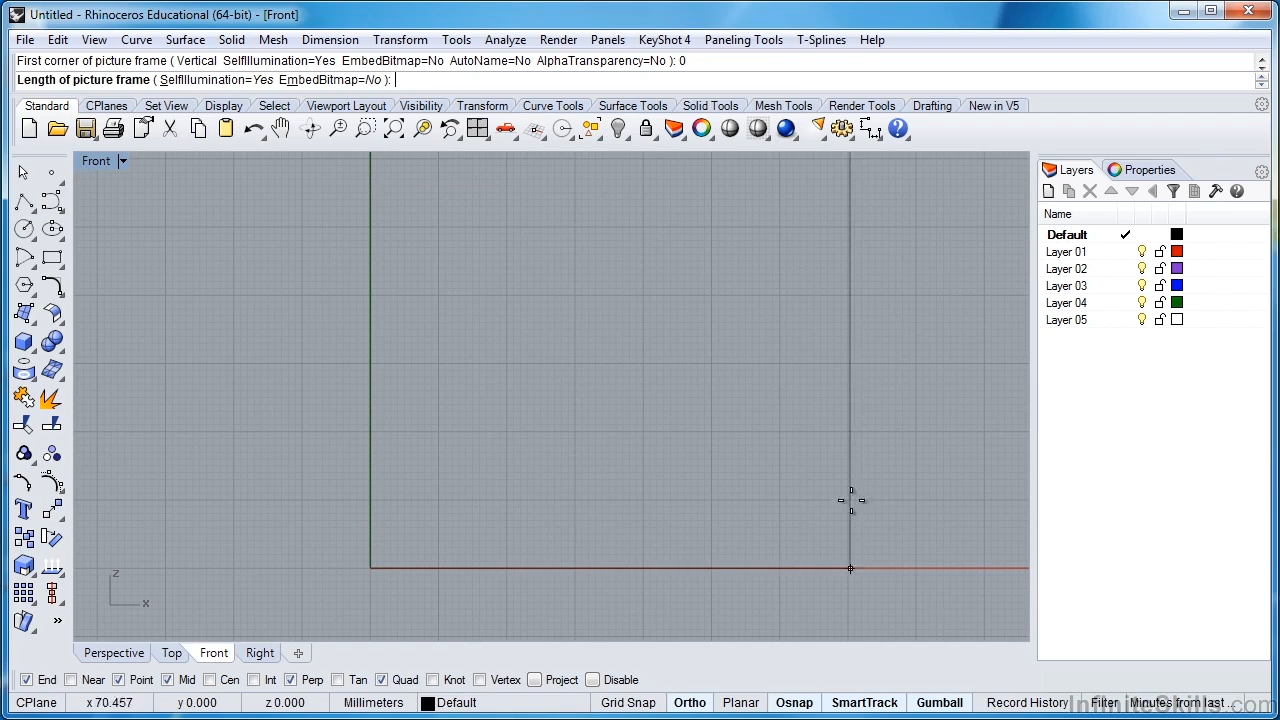 Untitled - Rhinoceros Educational (64-bit) - [Front]
File Edit View Curve Surface Solid Mesh Dimension Transform Tools Analyze Render Panels KeyShot 4 Paneling Tools T-Splines Help
First corner of picture frame ( Vertical SelfIllumination=Yes EmbedBitmap=No AutoName=No AlphaTransparency=No ): 0
Length of picture frame ( SelfIllumination=Yes EmbedBitmap=No ):
Standard CPlanes Set View Display Select Viewport Layout Visibility Transform Curve Tools Surface Tools Solid Tools Mesh Tools Render Tools Drafting New in V5
Front
Layers Properties
Name
Default
Layer 01
Layer 02
Layer 03
Layer 04
Layer 05
z
x
Perspective Top Front Right
End Near Point Mid Cen Int Perp Tan Quad Knot Vertex Project Disable
CPlane x 70.457 y 0.000 z 0.000 Millimeters Default Grid Snap Ortho Planar Osnap SmartTrack Gumball Record History Filter Minutes from last...
InfiniteSkills.com